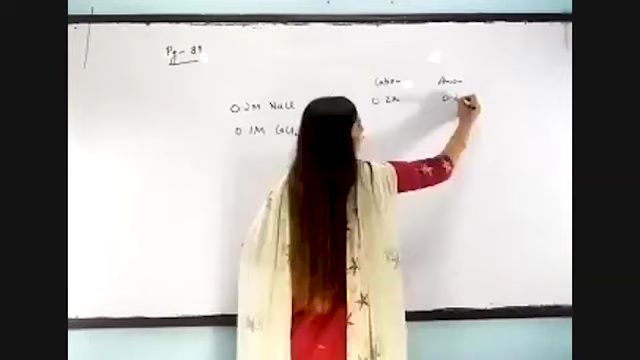 Pg - 89
Cation Anion
0.2M NaCl 0.2M
0.1M CaCl₂